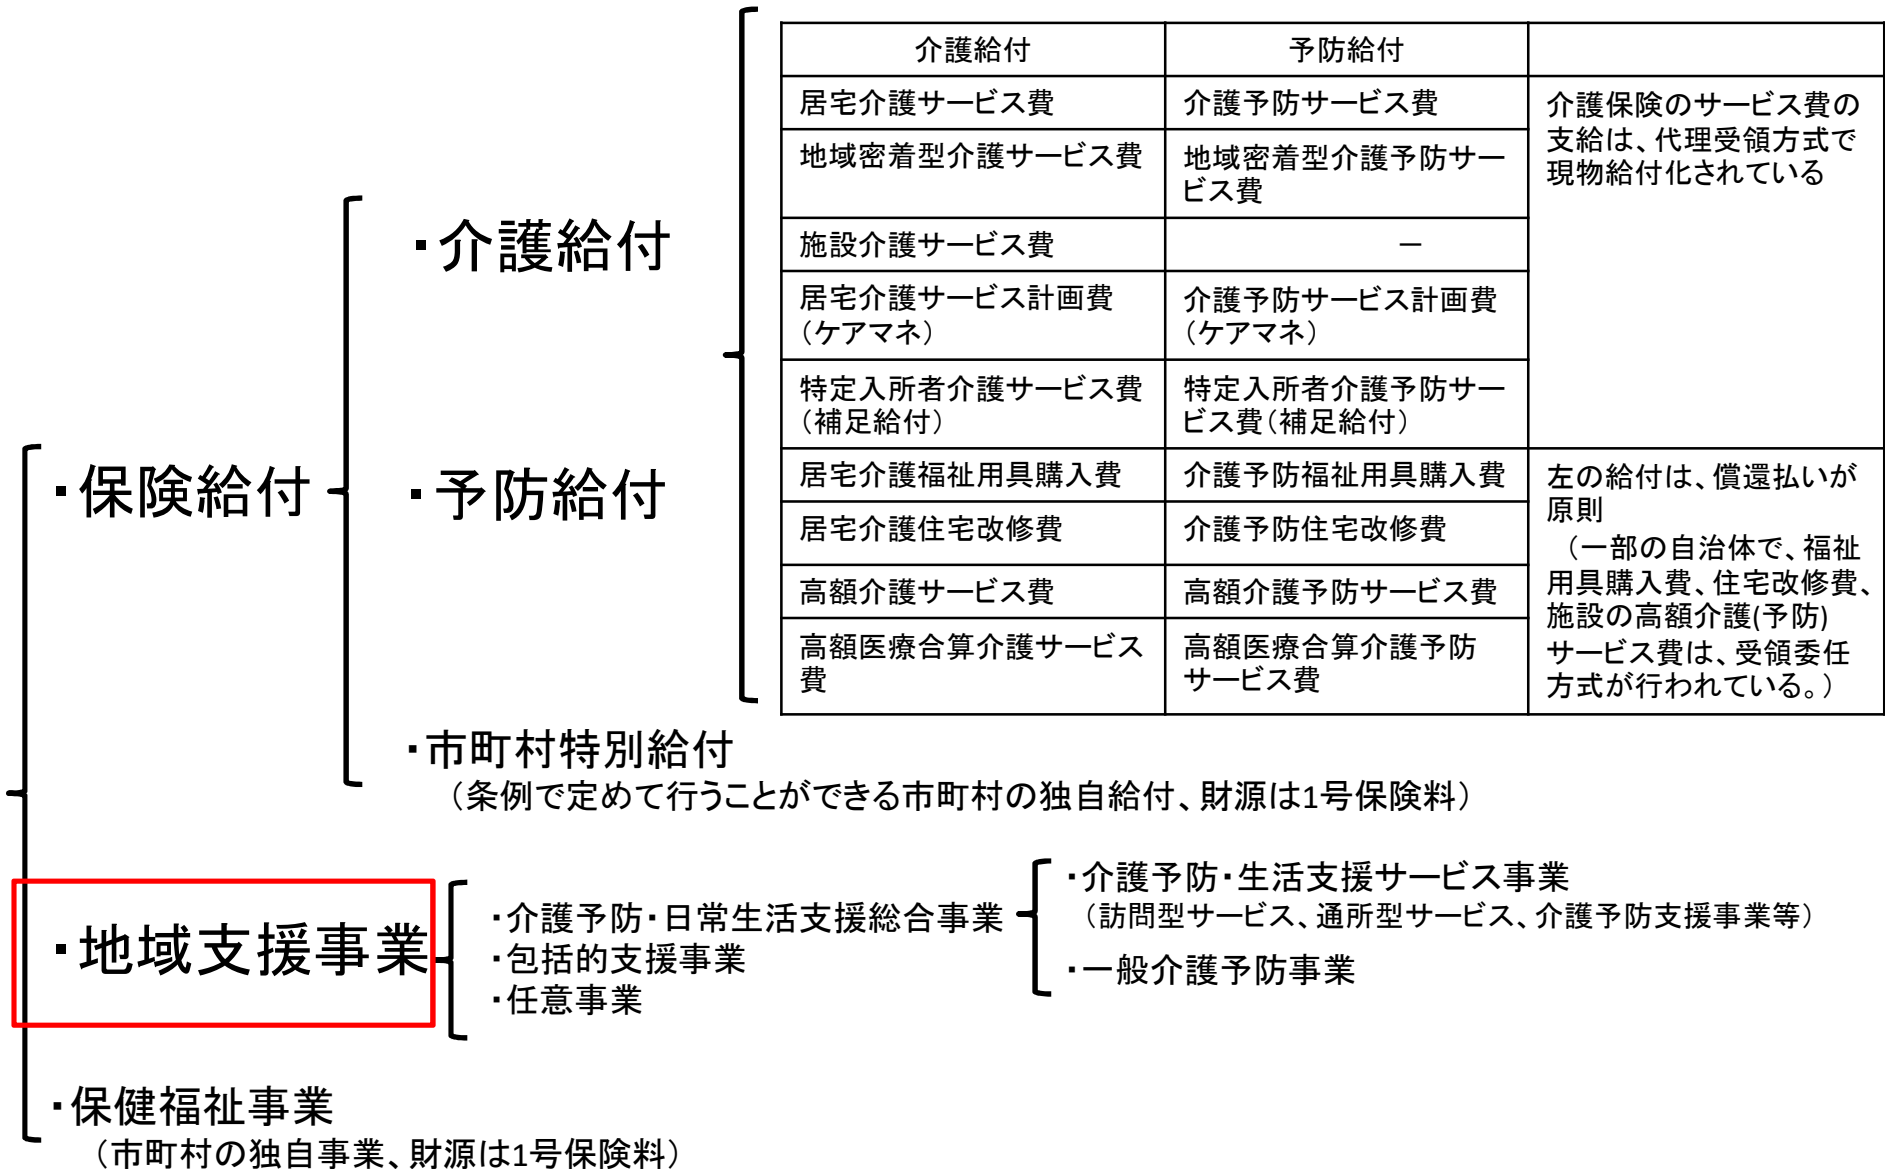 介護給付 予防給付
居宅介護サービス費 介護予防サービス費
地域密着型介護サービス費 地域密着型介護予防サー
ビス費
施設介護サービス費 －
居宅介護サービス計画費 介護予防サービス計画費
（ケアマネ） （ケアマネ）
特定入所者介護サービス費 特定入所者介護予防サー
（補足給付） ビス費（補足給付）
介護保険のサービス費の
支給は、代理受領方式で
現物給付化されている
居宅介護福祉用具購入費 介護予防福祉用具購入費
居宅介護住宅改修費 介護予防住宅改修費
高額介護サービス費 高額介護予防サービス費
高額医療合算介護サービス 高額医療合算介護予防
費 サービス費
左の給付は、償還払いが
原則
（一部の自治体で、福祉
用具購入費、住宅改修費、
施設の高額介護(予防)
サービス費は、受領委任
方式が行われている。）
・介護給付
・保険給付
・予防給付
・市町村特別給付
（条例で定めて行うことができる市町村の独自給付、財源は1号保険料）
・地域支援事業
・介護予防・日常生活支援総合事業
・包括的支援事業
・任意事業
・介護予防・生活支援サービス事業
（訪問型サービス、通所型サービス、介護予防支援事業等）
・一般介護予防事業
・保健福祉事業
（市町村の独自事業、財源は1号保険料）